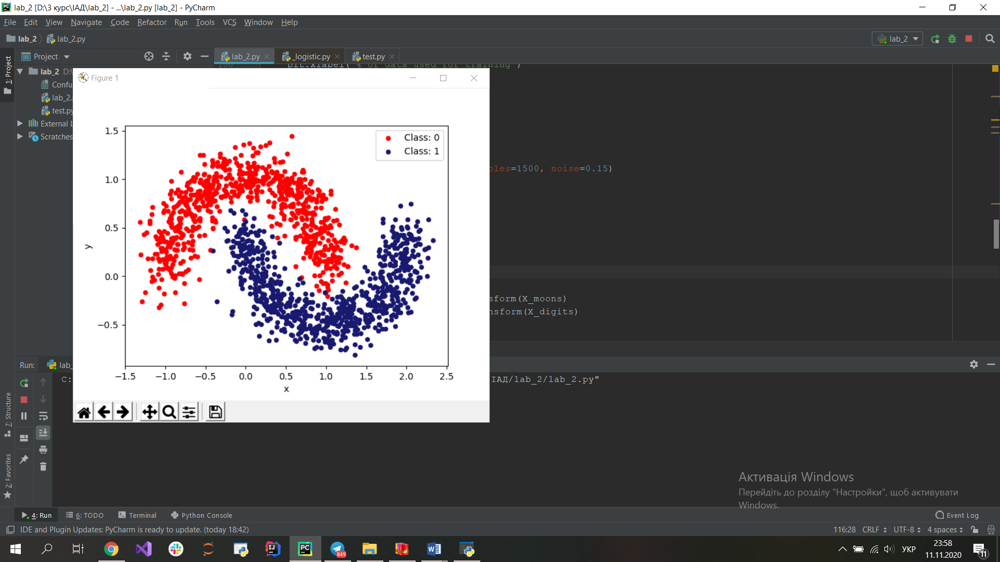 lab_2 [D:\3 курс\ІАД\lab_2] - ...\lab_2.py [lab_2] - PyCharm
File Edit View Navigate Code Refactor Run Tools VCS Window Help
lab_2 lab_2.py lab_2
Project lab_2.py _logistic.py test.py
1: Project
lab_2 D:\
Confu
lab_2.
test.py
External L
Scratches
100 plt.xlabel('% of data used for training')
ples=1500, noise=0.15)
sform(X_moons)
nsform(X_digits)
Figure 1
Class: 0
Class: 1
1.5
1.0
0.5
0.0
−0.5
y
−1.5 −1.0 −0.5 0.0 0.5 1.0 1.5 2.0 2.5
x
Run: lab_
C: ІАД/lab_2/lab_2.py"
7: Structure
2: Favorites
Активація Windows
Перейдіть до розділу "Настройки", щоб активувати
Windows.
4: Run 6: TODO Terminal Python Console Event Log
IDE and Plugin Updates: PyCharm is ready to update. (today 18:42) 116:28 CRLF UTF-8 4 spaces
PC 849 УКР 23:58
11.11.2020 11